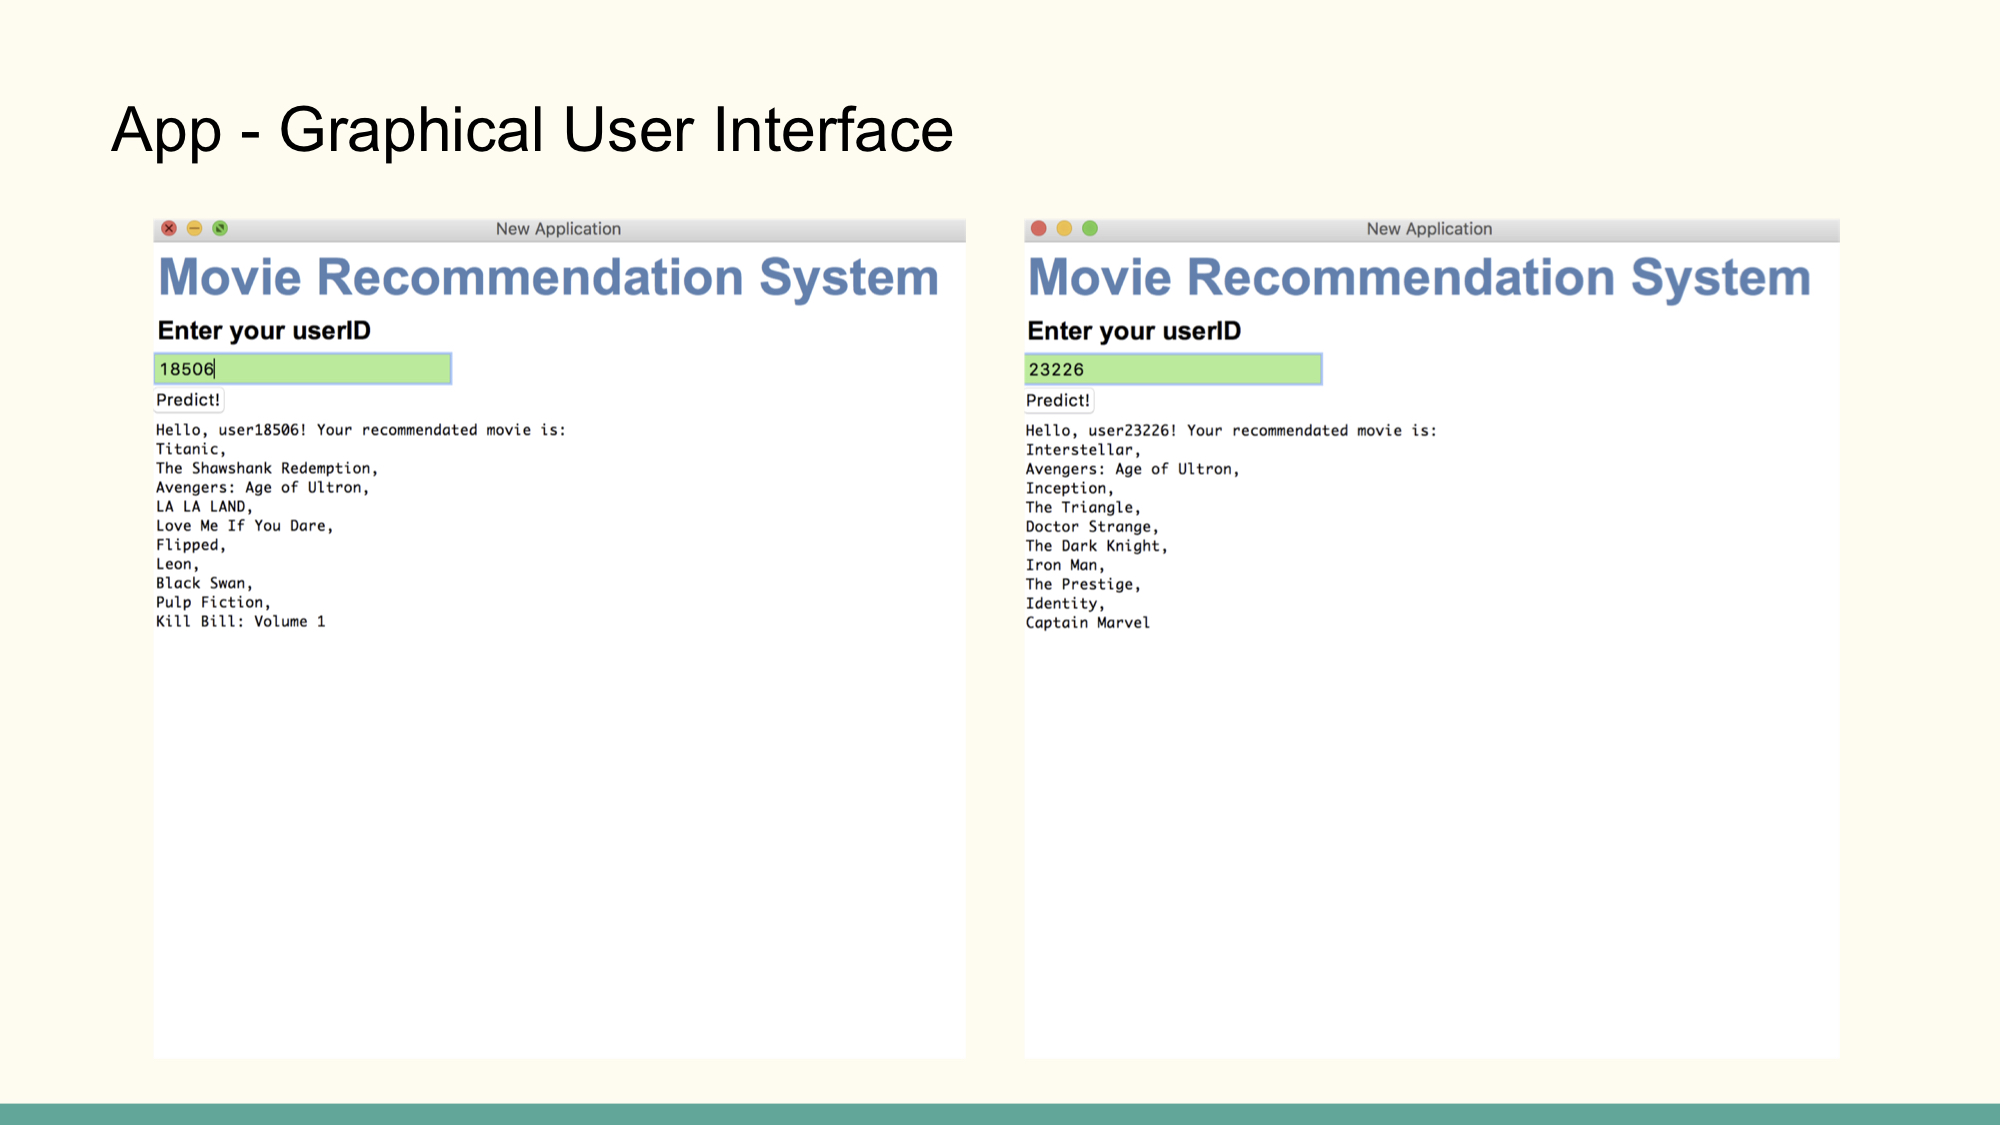 App - Graphical User Interface
New Application
Movie Recommendation System
Enter your userID
18506
Predict!
Hello, user18506! Your recommendated movie is:
Titanic,
The Shawshank Redemption,
Avengers: Age of Ultron,
LA LA LAND,
Love Me If You Dare,
Flipped,
Leon,
Black Swan,
Pulp Fiction,
Kill Bill: Volume 1
New Application
Movie Recommendation System
Enter your userID
23226
Predict!
Hello, user23226! Your recommendated movie is:
Interstellar,
Avengers: Age of Ultron,
Inception,
The Triangle,
Doctor Strange,
The Dark Knight,
Iron Man,
The Prestige,
Identity,
Captain Marvel